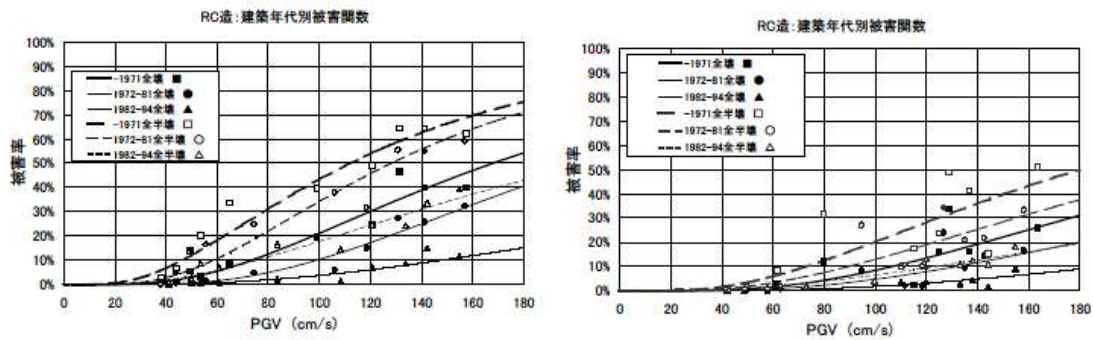 RC造：建築年代別被害関数
100%
90%
80%
70%
60%
50%
40%
30%
20%
10%
0%
被害率
-1971全壊
1972-81全壊
1982-94全壊
-1971全半壊
1972-81全半壊
1982-94全半壊
0 20 40 60 80 100 120 140 160 180
PGV (cm/s)
RC造：建築年代別被害関数
100%
90%
80%
70%
60%
50%
40%
30%
20%
10%
0%
被害率
-1971全壊
1972-81全壊
1982-94全壊
-1971全半壊
1972-81全半壊
1982-94全半壊
0 20 40 60 80 100 120 140 160 180
PGV (cm/s)